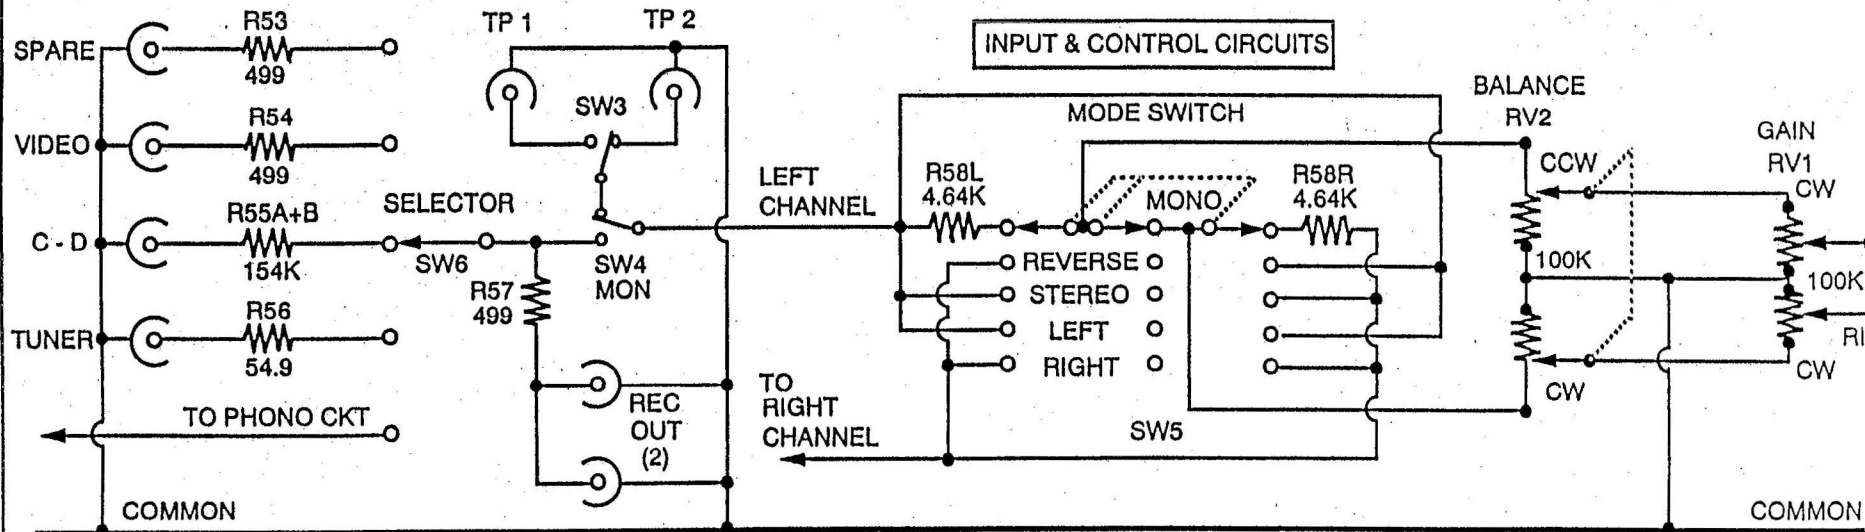 TP 1
TP 2
R53
SPARE
499
INPUT & CONTROL CIRCUITS
SW3
MODE SWITCH
BALANCE
RV2
R54
VIDEO
499
GAIN
RV1
CCW
CW
R58L
4.64K
MONO
R58R
4.64K
LEFT
CHANNEL
R55A+B
SELECTOR
C - D
154K
SW6
SW4
MON
REVERSE
100K
R57
499
STEREO
100K
R56
TUNER
54.9
LEFT
RI
RIGHT
CW
CW
TO
RIGHT
CHANNEL
REC
OUT
(2)
TO PHONO CKT
SW5
COMMON
COMMON